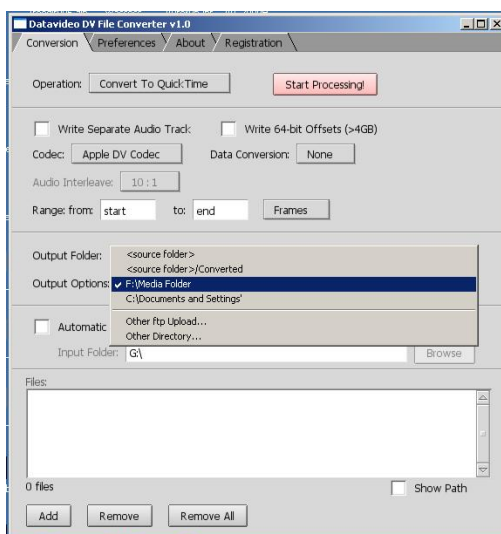 Datavideo DV File Converter v1.0
Conversion Preferences About Registration
Operation: Convert To QuickTime Start Processing!
Write Separate Audio Track Write 64-bit Offsets (>4GB)
Codec: Apple DV Codec Data Conversion: None
Audio Interleave: 10 : 1
Range: from: start to: end Frames
Output Folder: <source folder>
<source folder>/Converted
Output Options: F:\Media Folder
C:\Documents and Settings'
Other ftp Upload...
Automatic
Other Directory...
Input Folder: G:\ Browse
Files:
0 files Show Path
Add Remove Remove All